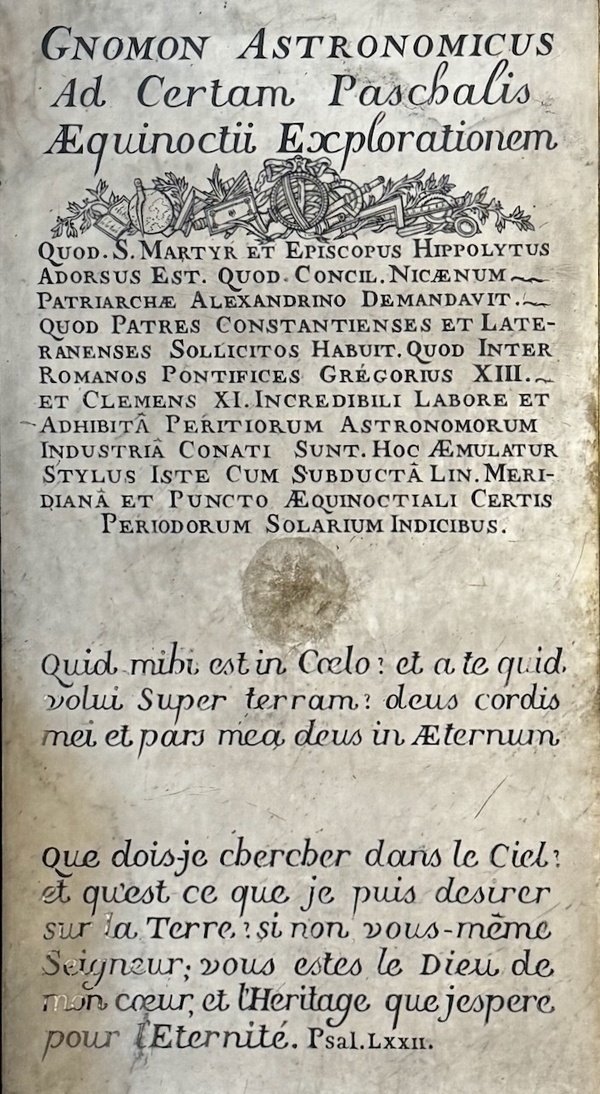 Gnomon Astronomicus
Ad Certam Paschalis
Æquinoctii Explorationem
Quod. S. Martyr et Episcopus Hippolytus
Adorsus Est. Quod Concil. Nicænum
Patriarchæ Alexandrino Demandavit.
Quod Patres Constantienses et Late-
ranenses Sollicitos Habuit. Quod Inter
Romanos Pontifices Grégorius XIII.
et Clemens XI. Incredibili Labore et
Adhibitâ Peritiorum Astronomorum
Industriâ Conati Sunt. Hoc Æmulatur
Stylus Iste Cum Subductâ Lin. Meri-
dianâ et Puncto Æquinoctiali Certis
Periodorum Solarium Indicibus.
Quid mihi est in Cœlo? et a te quid
volui Super terram? deus cordis
mei et pars mea deus in Æternum
Que dois-je chercher dans le Ciel?
et qu'est ce que je puis desirer
sur la Terre? si non vous-même
Seigneur; vous estes le Dieu de
mon cœur, et l'Heritage que jespere
pour l'Eternité. Psal. LXXII.